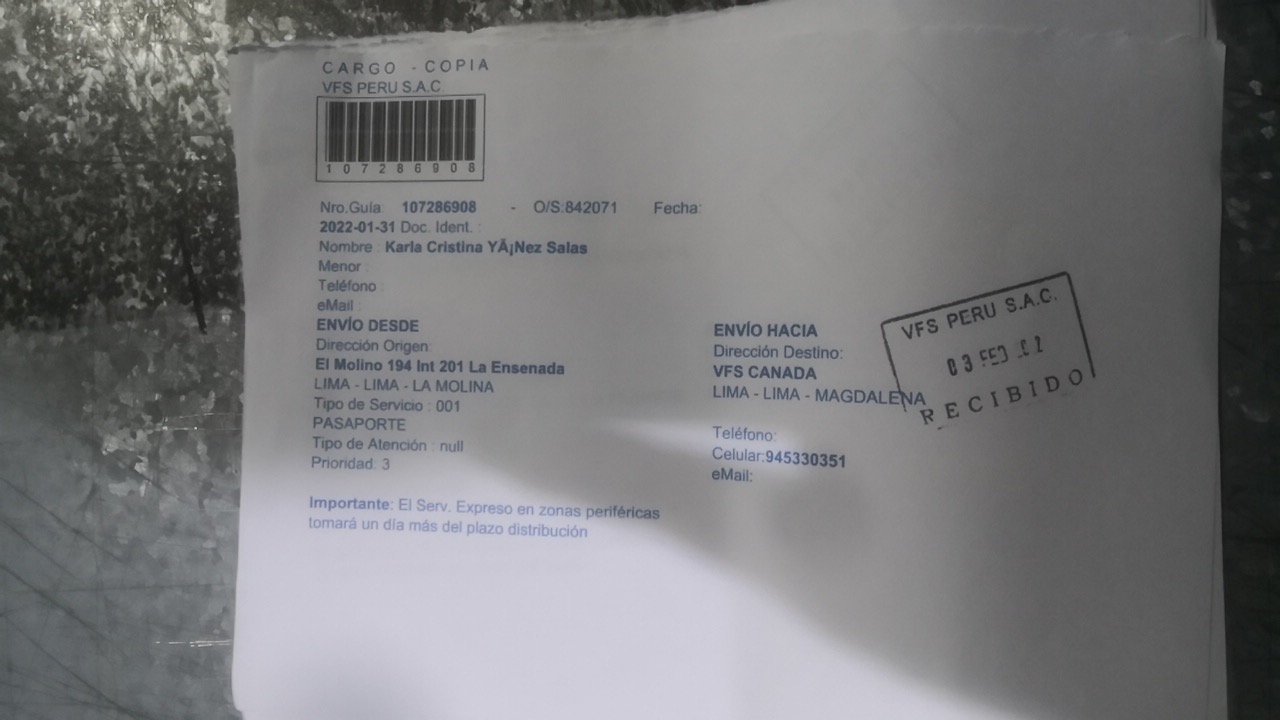 CARGO - COPIA
VFS PERU S.A.C.
107286908
Nro.Guía: 107286908 - O/S:842071 Fecha:
2022-01-31 Doc. Ident. :
Nombre : Karla Cristina YÃ¡Nez Salas
Menor :
Teléfono :
eMail :
ENVÍO DESDE
Dirección Origen:
El Molino 194 Int 201 La Ensenada
LIMA - LIMA - LA MOLINA
Tipo de Servicio : 001
PASAPORTE
Tipo de Atención : null
Prioridad: 3
Importante: El Serv. Expreso en zonas periféricas
tomará un día más del plazo distribución
ENVÍO HACIA
Dirección Destino:
VFS CANADA
LIMA - LIMA - MAGDALENA
Teléfono:
Celular:945330351
eMail:
VFS PERU S.A.C.
03
RECIBIDO